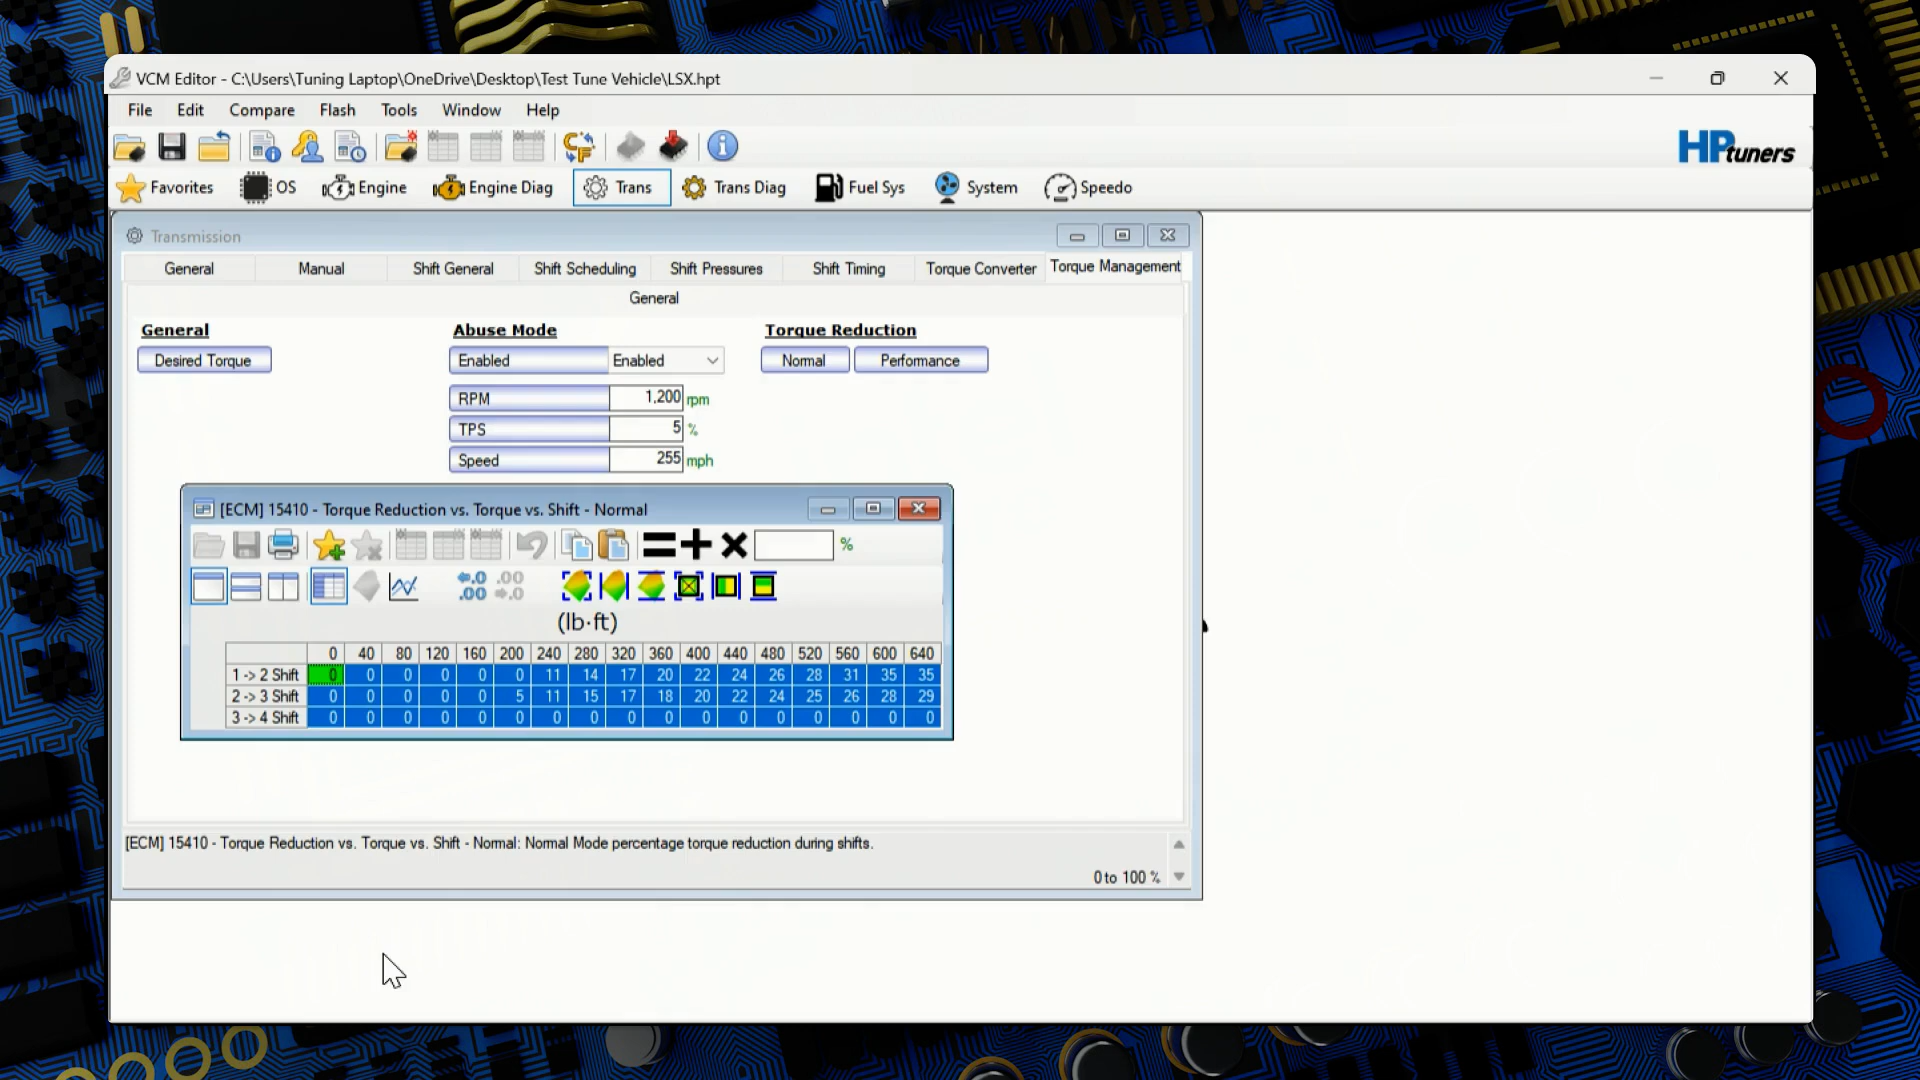 VCM Editor - C:\Users\Tuning Laptop\OneDrive\Desktop\Test Tune Vehicle\LSX.hpt
File Edit Compare Flash Tools Window Help
HPtuners
Favorites OS Engine Engine Diag Trans Trans Diag Fuel Sys System Speedo
Transmission
General Manual Shift General Shift Scheduling Shift Pressures Shift Timing Torque Converter Torque Management
General
General Abuse Mode Torque Reduction
Desired Torque Enabled Enabled Normal Performance
RPM 1,200 rpm
TPS 5 %
Speed 255 mph
[ECM] 15410 - Torque Reduction vs. Torque vs. Shift - Normal
%
←.0 .00
.00 →.0
(lb·ft)
0 40 80 120 160 200 240 280 320 360 400 440 480 520 560 600 640
1 -> 2 Shift 0 0 0 0 0 0 11 14 17 20 22 24 26 28 31 35 35
2 -> 3 Shift 0 0 0 0 0 5 11 15 17 18 20 22 24 25 26 28 29
3 -> 4 Shift 0 0 0 0 0 0 0 0 0 0 0 0 0 0 0 0 0
[ECM] 15410 - Torque Reduction vs. Torque vs. Shift - Normal: Normal Mode percentage torque reduction during shifts.
0 to 100 %